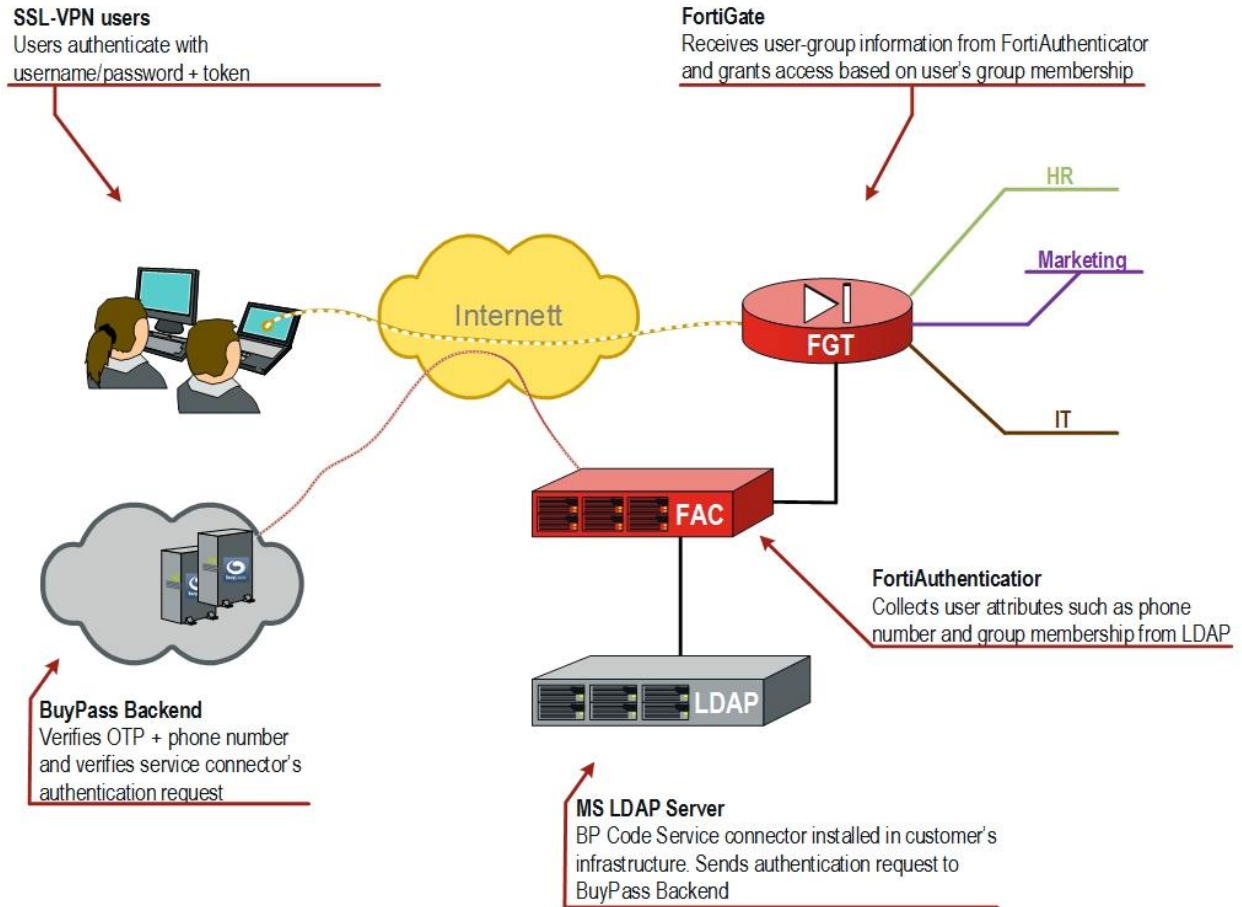 SSL-VPN users
Users authenticate with
username/password + token
FortiGate
Receives user-group information from FortiAuthenticator
and grants access based on user's group membership
HR
Marketing
IT
Internett
FGT
FAC
LDAP
FortiAuthenticatior
Collects user attributes such as phone
number and group membership from LDAP
BuyPass Backend
Verifies OTP + phone number
and verifies service connector's
authentication request
MS LDAP Server
BP Code Service connector installed in customer's
infrastructure. Sends authentication request to
BuyPass Backend